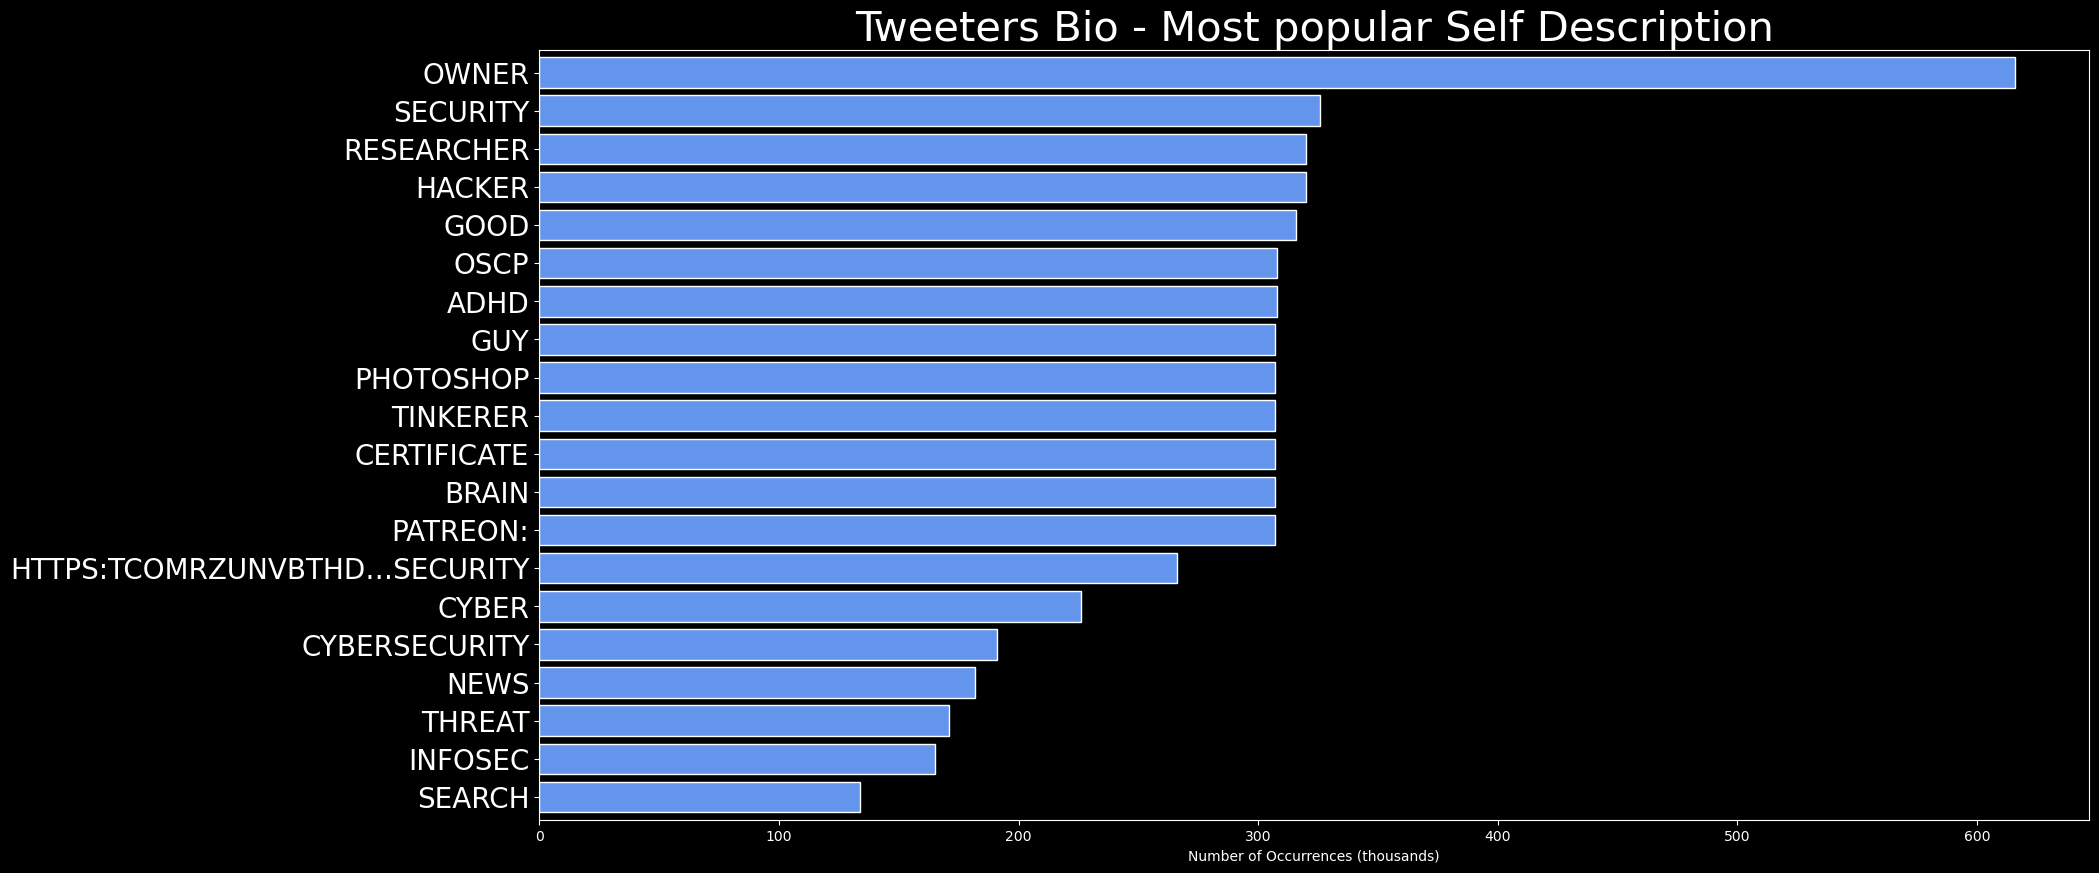 Tweeters Bio - Most popular Self Description
OWNER
SECURITY
RESEARCHER
HACKER
GOOD
OSCP
ADHD
GUY
PHOTOSHOP
TINKERER
CERTIFICATE
BRAIN
PATREON:
HTTPS:TCOMRZUNVBTHD...SECURITY
CYBER
CYBERSECURITY
NEWS
THREAT
INFOSEC
SEARCH
0 100 200 300 400 500 600
Number of Occurrences (thousands)